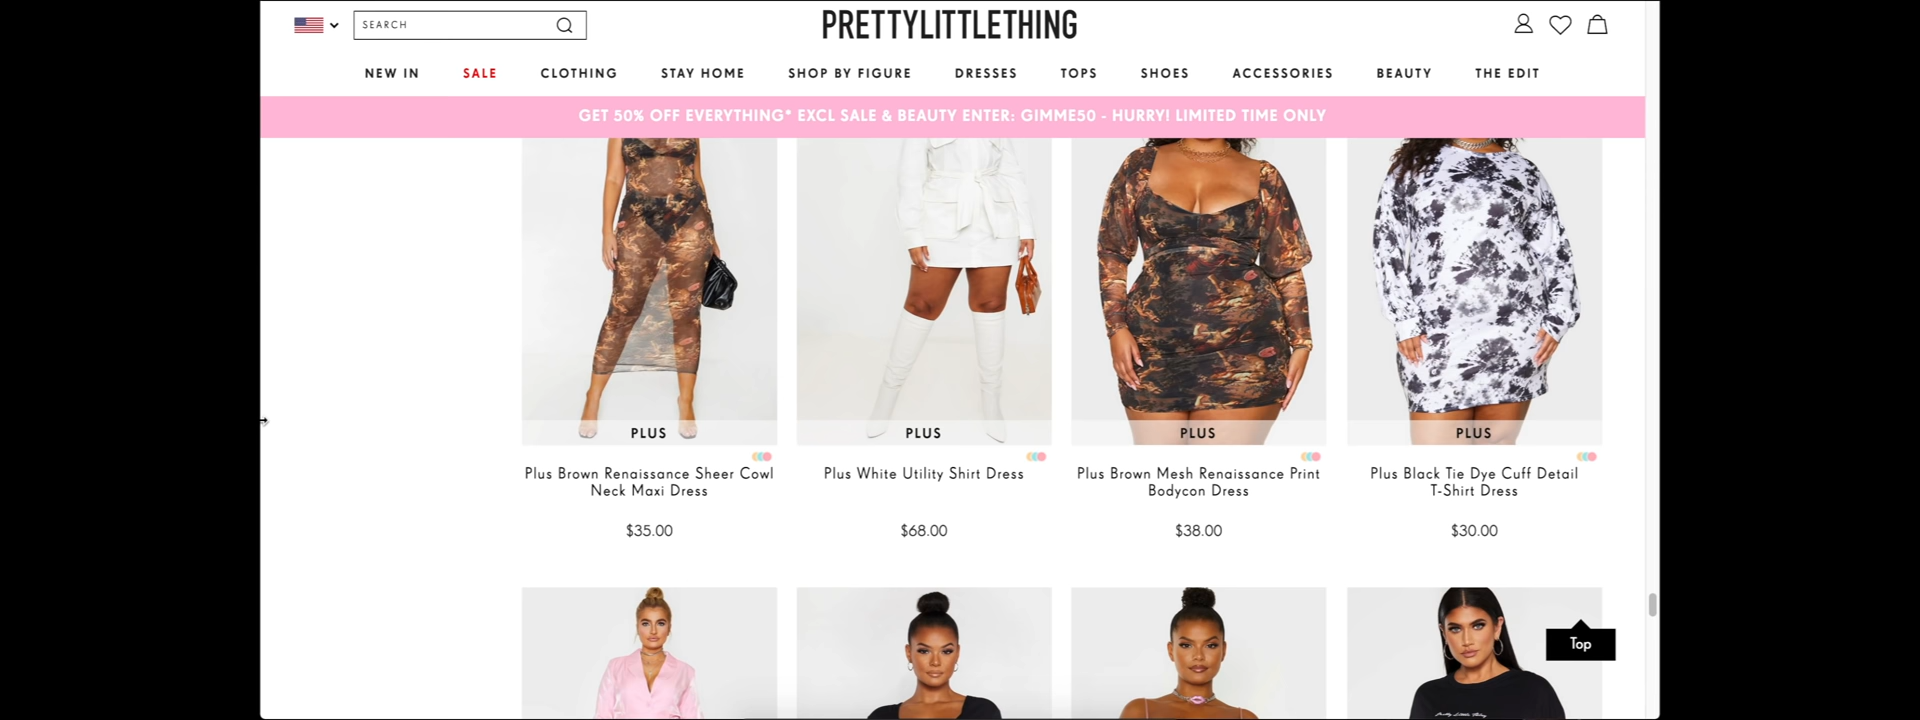 SEARCH
PRETTYLITTLETHING
NEW IN SALE CLOTHING STAY HOME SHOP BY FIGURE DRESSES TOPS SHOES ACCESSORIES BEAUTY THE EDIT
GET 50% OFF EVERYTHING* EXCL SALE & BEAUTY ENTER: GIMME50 - HURRY! LIMITED TIME ONLY
PLUS
Plus Brown Renaissance Sheer Cowl
Neck Maxi Dress
$35.00
PLUS
Plus White Utility Shirt Dress
$68.00
PLUS
Plus Brown Mesh Renaissance Print
Bodycon Dress
$38.00
PLUS
Plus Black Tie Dye Cuff Detail
T-Shirt Dress
$30.00
Top
Pretty Little Thing